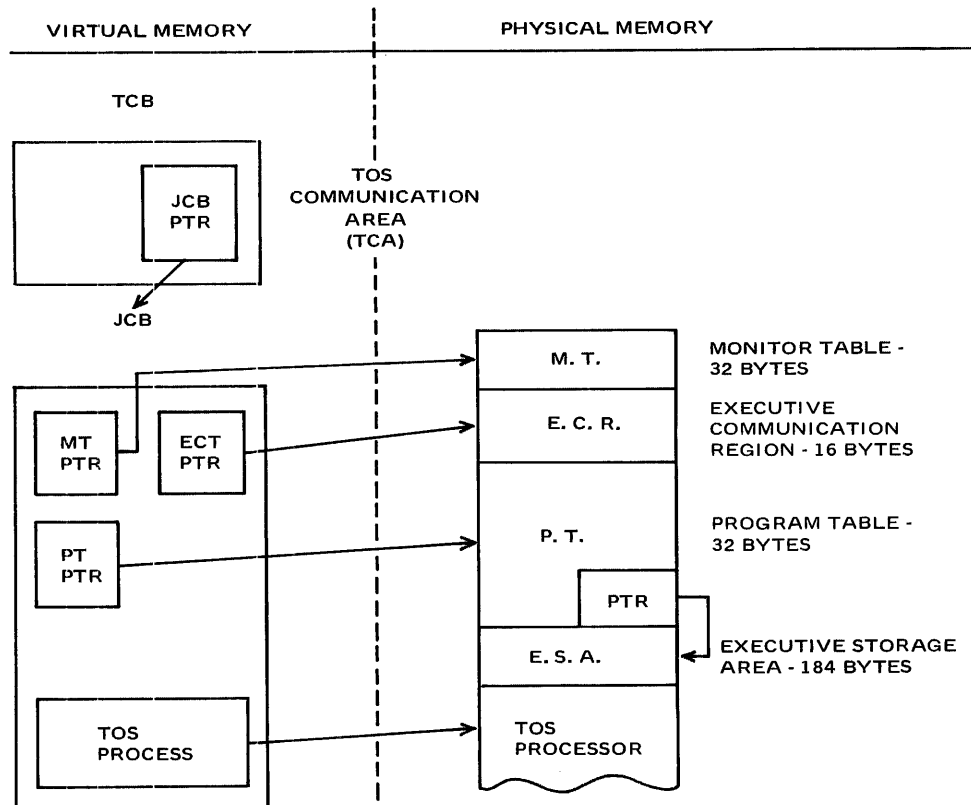 VIRTUAL MEMORY
PHYSICAL MEMORY
TCB
JCB
PTR
JCB
TOS
COMMUNICATION
AREA
(TCA)
MT
PTR
ECT
PTR
PT
PTR
TOS
PROCESS
M. T.
MONITOR TABLE -
32 BYTES
E. C. R.
EXECUTIVE
COMMUNICATION
REGION - 16 BYTES
P. T.
PROGRAM TABLE -
32 BYTES
PTR
E. S. A.
EXECUTIVE STORAGE
AREA - 184 BYTES
TOS
PROCESSOR